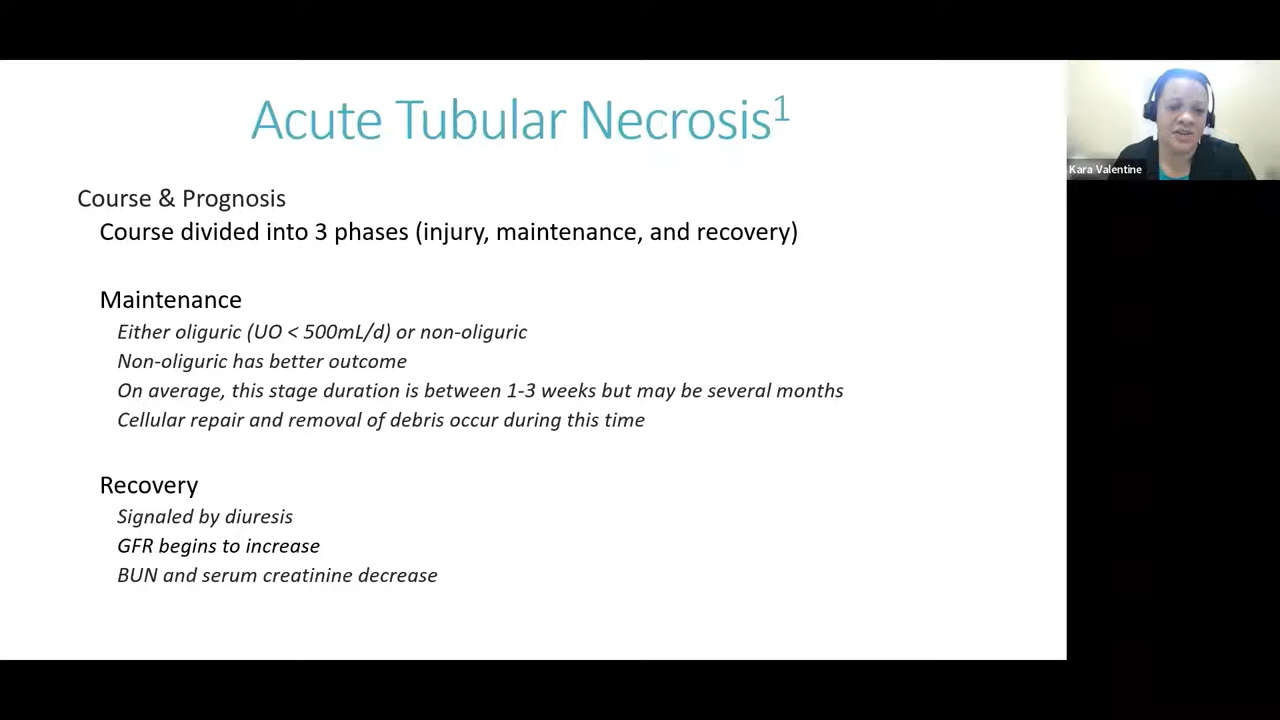 Acute Tubular Necrosis¹
Kara Valentine
Course & Prognosis
Course divided into 3 phases (injury, maintenance, and recovery)
Maintenance
Either oliguric (UO < 500mL/d) or non-oliguric
Non-oliguric has better outcome
On average, this stage duration is between 1-3 weeks but may be several months
Cellular repair and removal of debris occur during this time
Recovery
Signaled by diuresis
GFR begins to increase
BUN and serum creatinine decrease